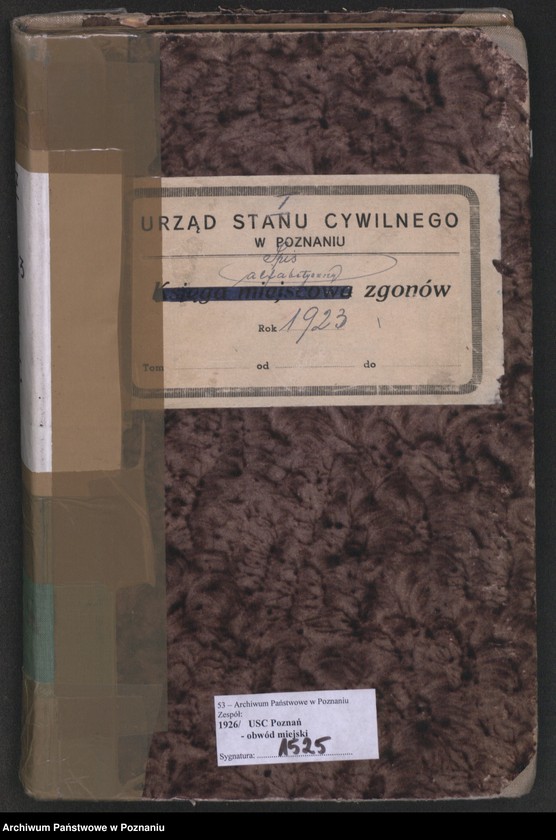 I
URZĄD STANU CYWILNEGO
W POZNANIU
Spis
alfabetyczny
Księga miejscowa zgonów
Rok 1923
Tom od do
53 – Archiwum Państwowe w Poznaniu
Zespół:
1926/ USC Poznań
- obwód miejski
Sygnatura: 1525
Archiwum Państwowe w Poznaniu